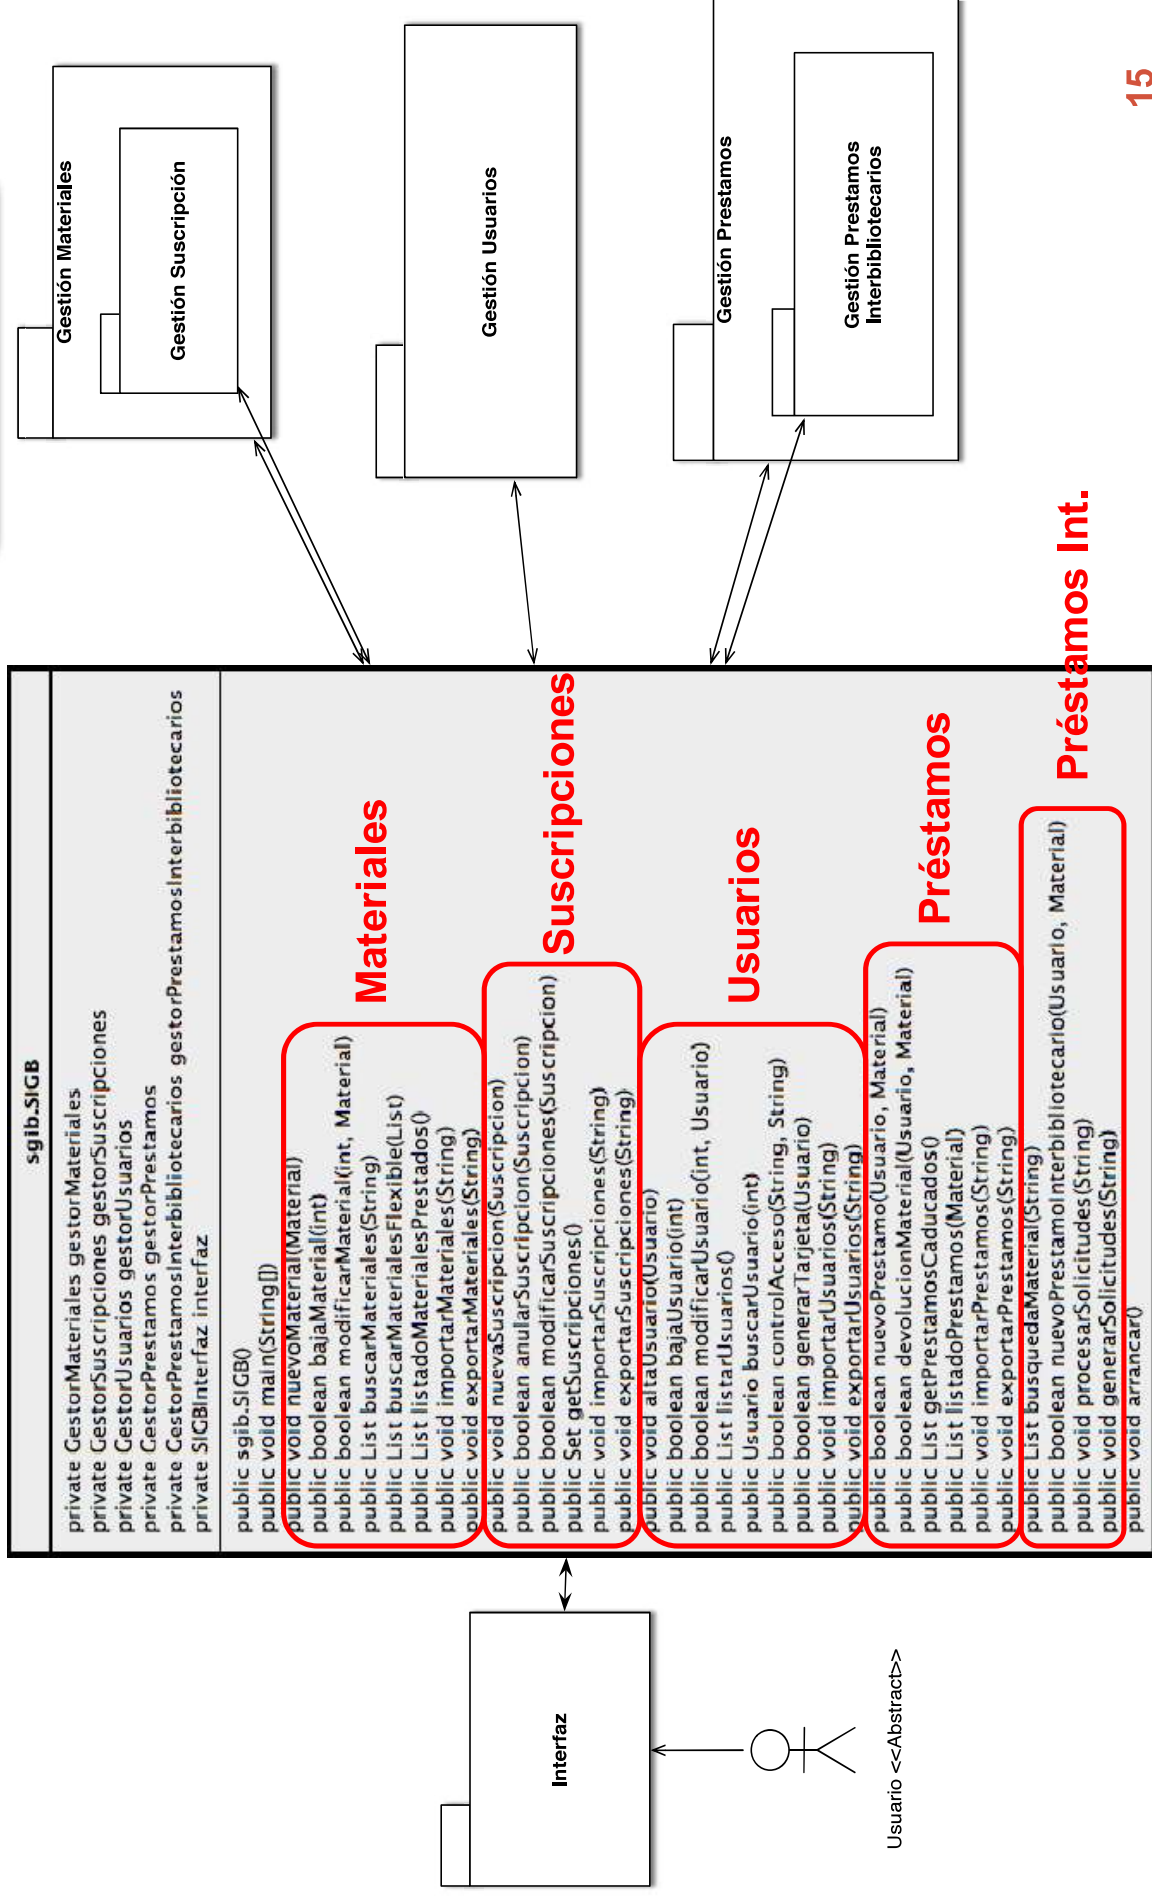 sgib.SIGB
private GestorMateriales gestorMateriales
private GestorSuscripciones gestorSuscripciones
private GestorUsuarios gestorUsuarios
private GestorPrestamos gestorPrestamos
private GestorPrestamosInterbibliotecarios gestorPrestamosInterbibliotecarios
private SIGBInterfaz interfaz
public sgib.SIGB()
public void main(String[])
public void nuevoMaterial(Material)
public boolean bajaMaterial(int)
public boolean modificarMaterial(int, Material)
public List buscarMateriales(String)
public List buscarMaterialesFlexible(List)
public List listadoMaterialesPrestados()
public void importarMateriales(String)
public void exportarMateriales(String)
public void nuevaSuscripcion(Suscripcion)
public boolean anularSuscripcion(Suscripcion)
public boolean modificarSuscripciones(Suscripcion)
public Set getSuscripciones()
public void importarSuscripciones(String)
public void exportarSuscripciones(String)
public void altaUsuario(Usuario)
public boolean bajaUsuario(int)
public boolean modificarUsuario(int, Usuario)
public List listarUsuarios()
public Usuario buscarUsuario(int)
public boolean controlAcceso(String, String)
public boolean generarTarjeta(Usuario)
public void importarUsuarios(String)
public void exportarUsuarios(String)
public boolean nuevoPrestamo(Usuario, Material)
public boolean devolucionMaterial(Usuario, Material)
public List getPrestamosCaducados()
public List listadoPrestamos(Material)
public void importarPrestamos(String)
public void exportarPrestamos(String)
public List busquedaMaterial(String)
public boolean nuevoPrestamoInterbibliotecario(Usuario, Material)
public void procesarSolicitudes(String)
public void generarSolicitudes(String)
public void arrancar()
Materiales
Suscripciones
Usuarios
Préstamos
Préstamos Int.
Interfaz
Usuario <<Abstract>>
Gestión Materiales
Gestión Suscripción
Gestión Usuarios
Gestión Prestamos
Gestión Prestamos
Interbibliotecarios
15